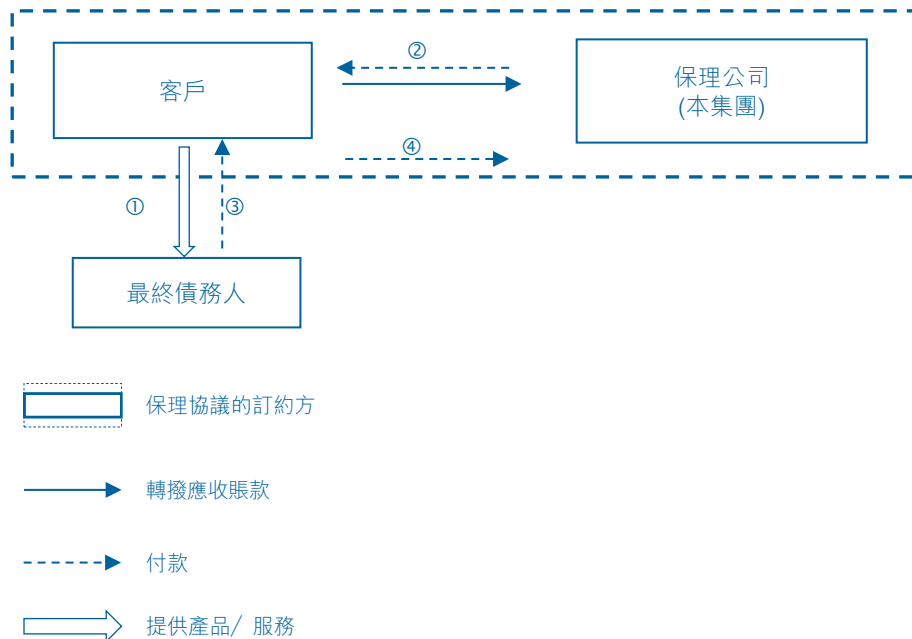 ②
客戶
保理公司
(本集團)
④
①
③
最終債務人
保理協議的訂約方
轉撥應收賬款
付款
提供產品/ 服務